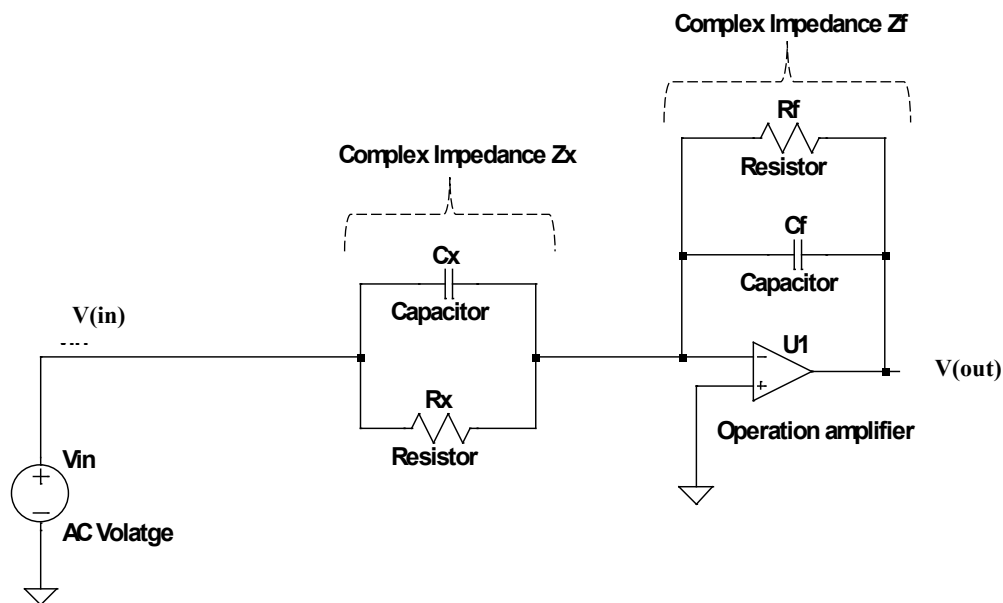 Complex Impedance Zf
Rf
Resistor
Complex Impedance Zx
Cf
Cx
Capacitor
Capacitor
V(in)
U1
V(out)
Rx
Operation amplifier
Resistor
Vin
AC Volatge